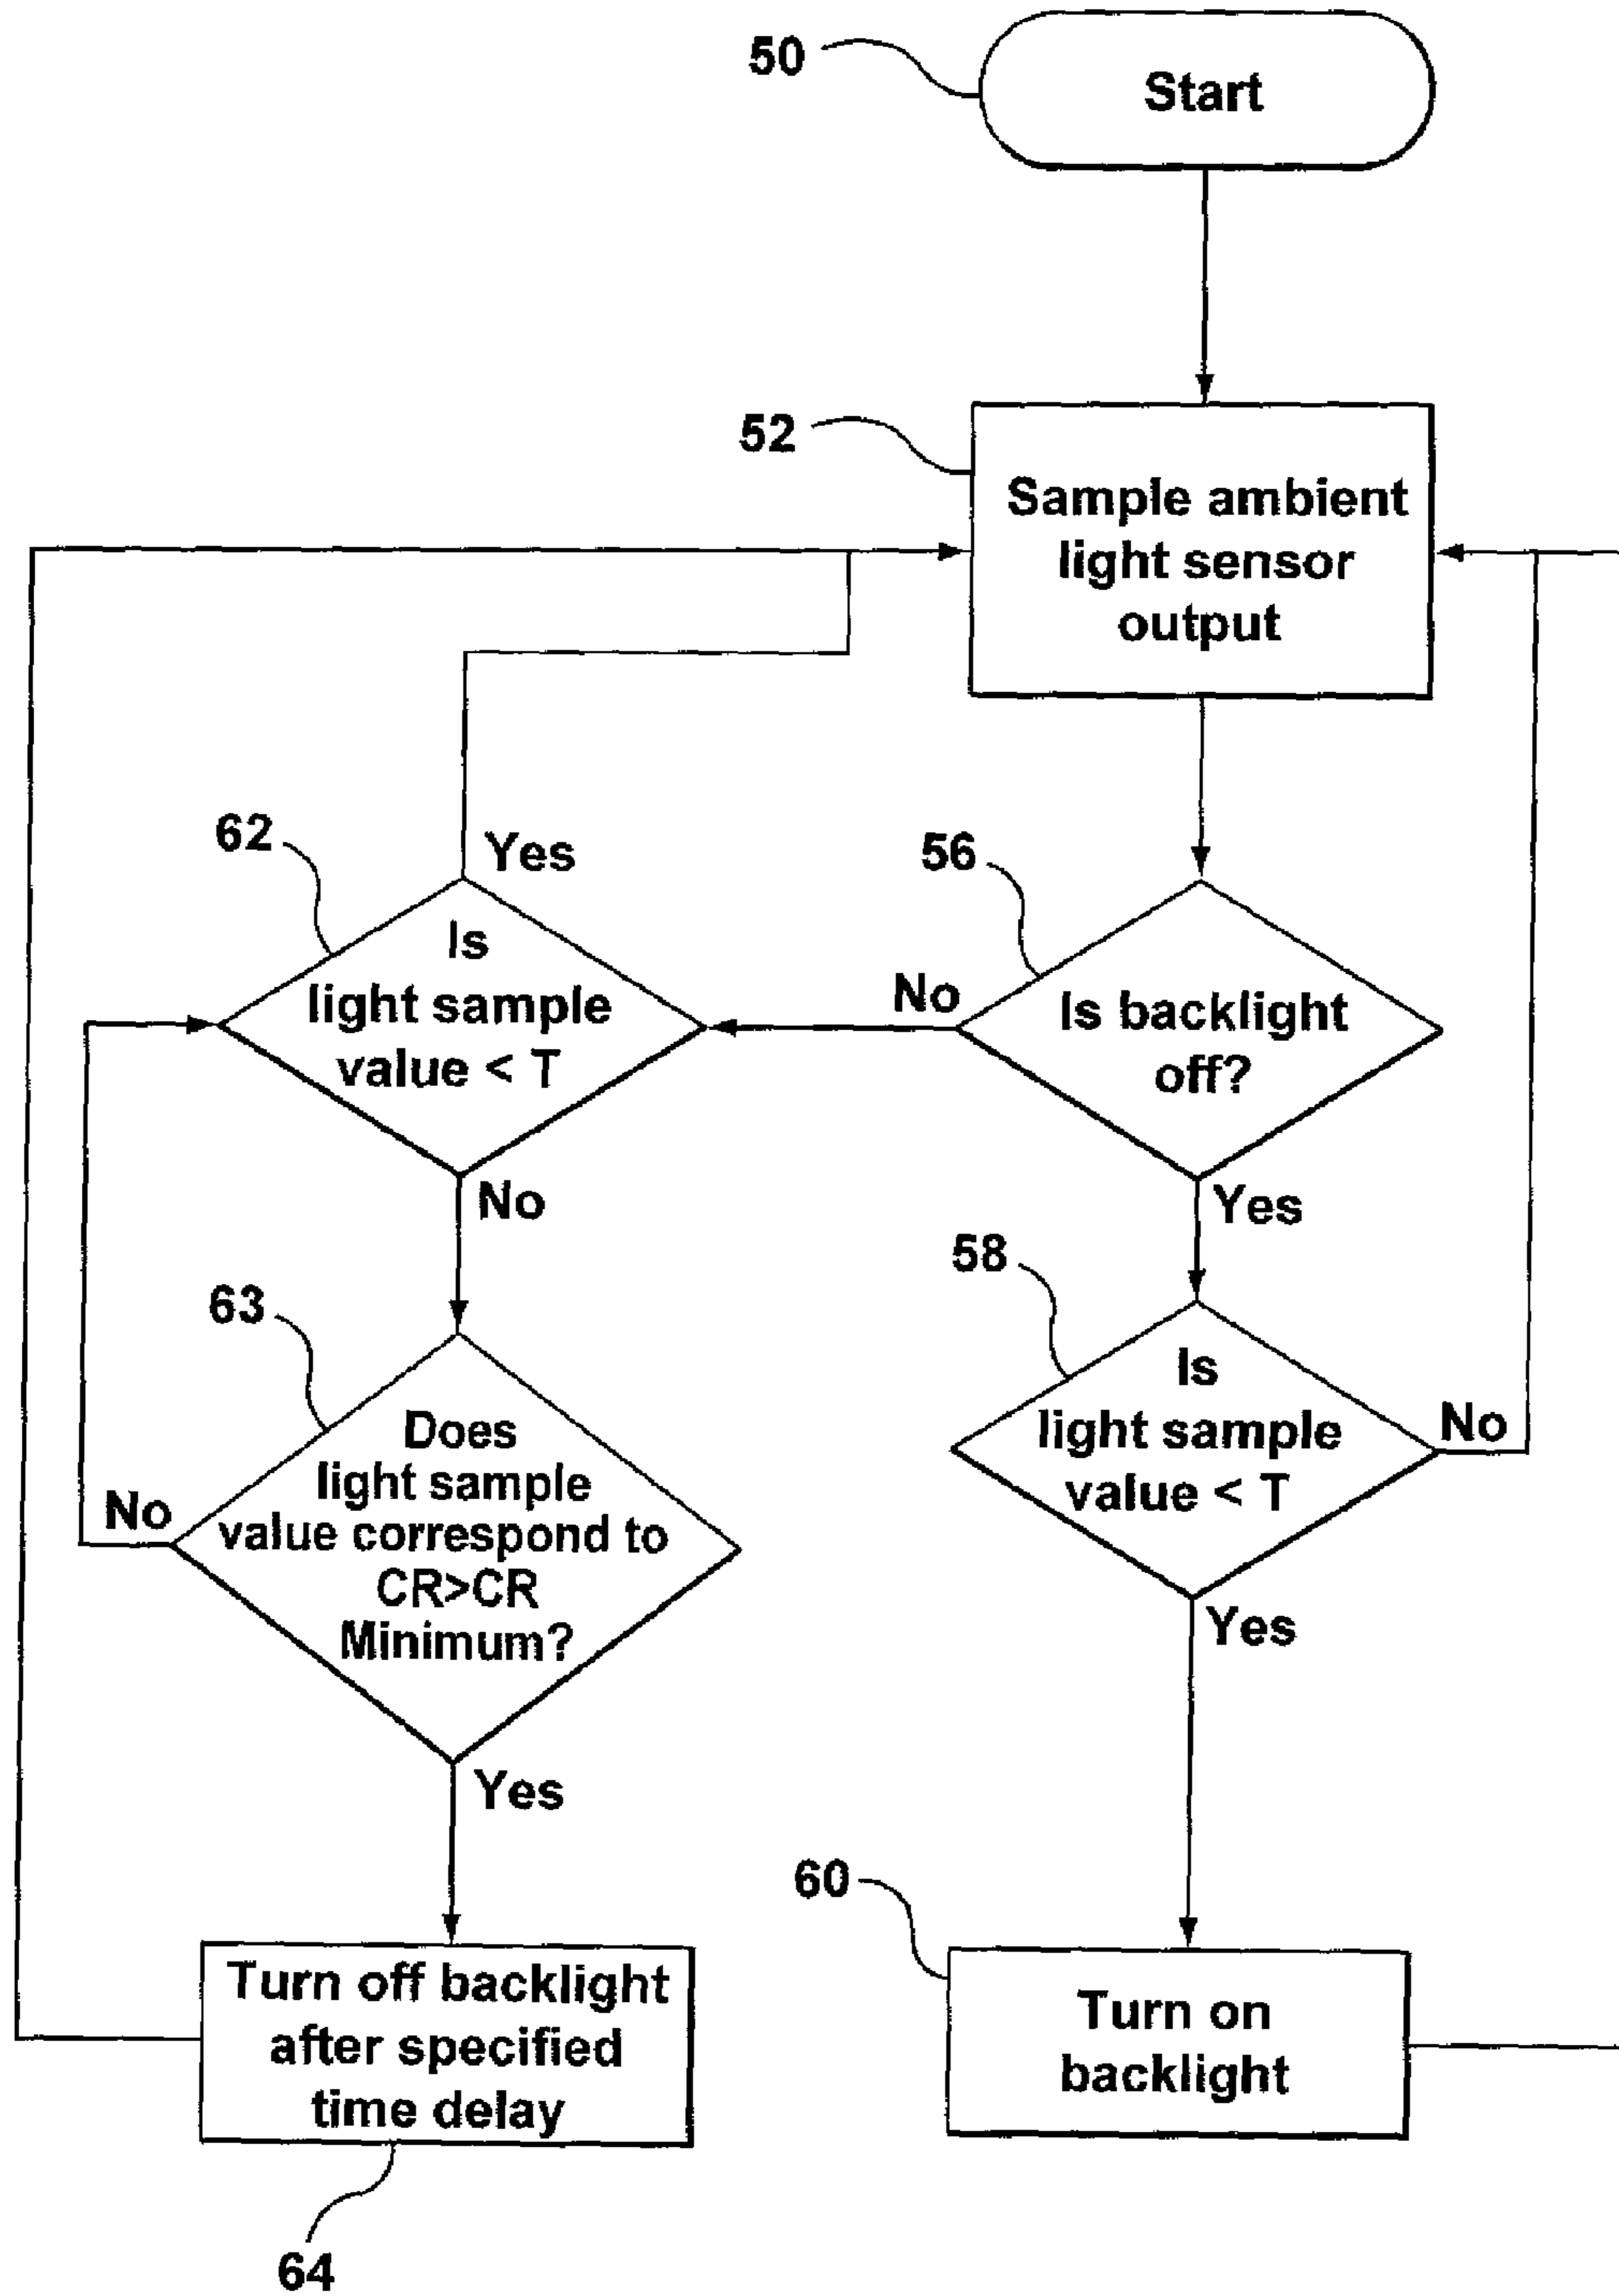 50
Start
52
Sample ambient
light sensor
output
62
Yes
Is
light sample
value < T
No
56
No
Is backlight
off?
Yes
58
Is
light sample
value < T
No
Yes
63
Does
light sample
value correspond to
CR>CR
Minimum?
No
Yes
60
Turn on
backlight
Turn off backlight
after specified
time delay
64